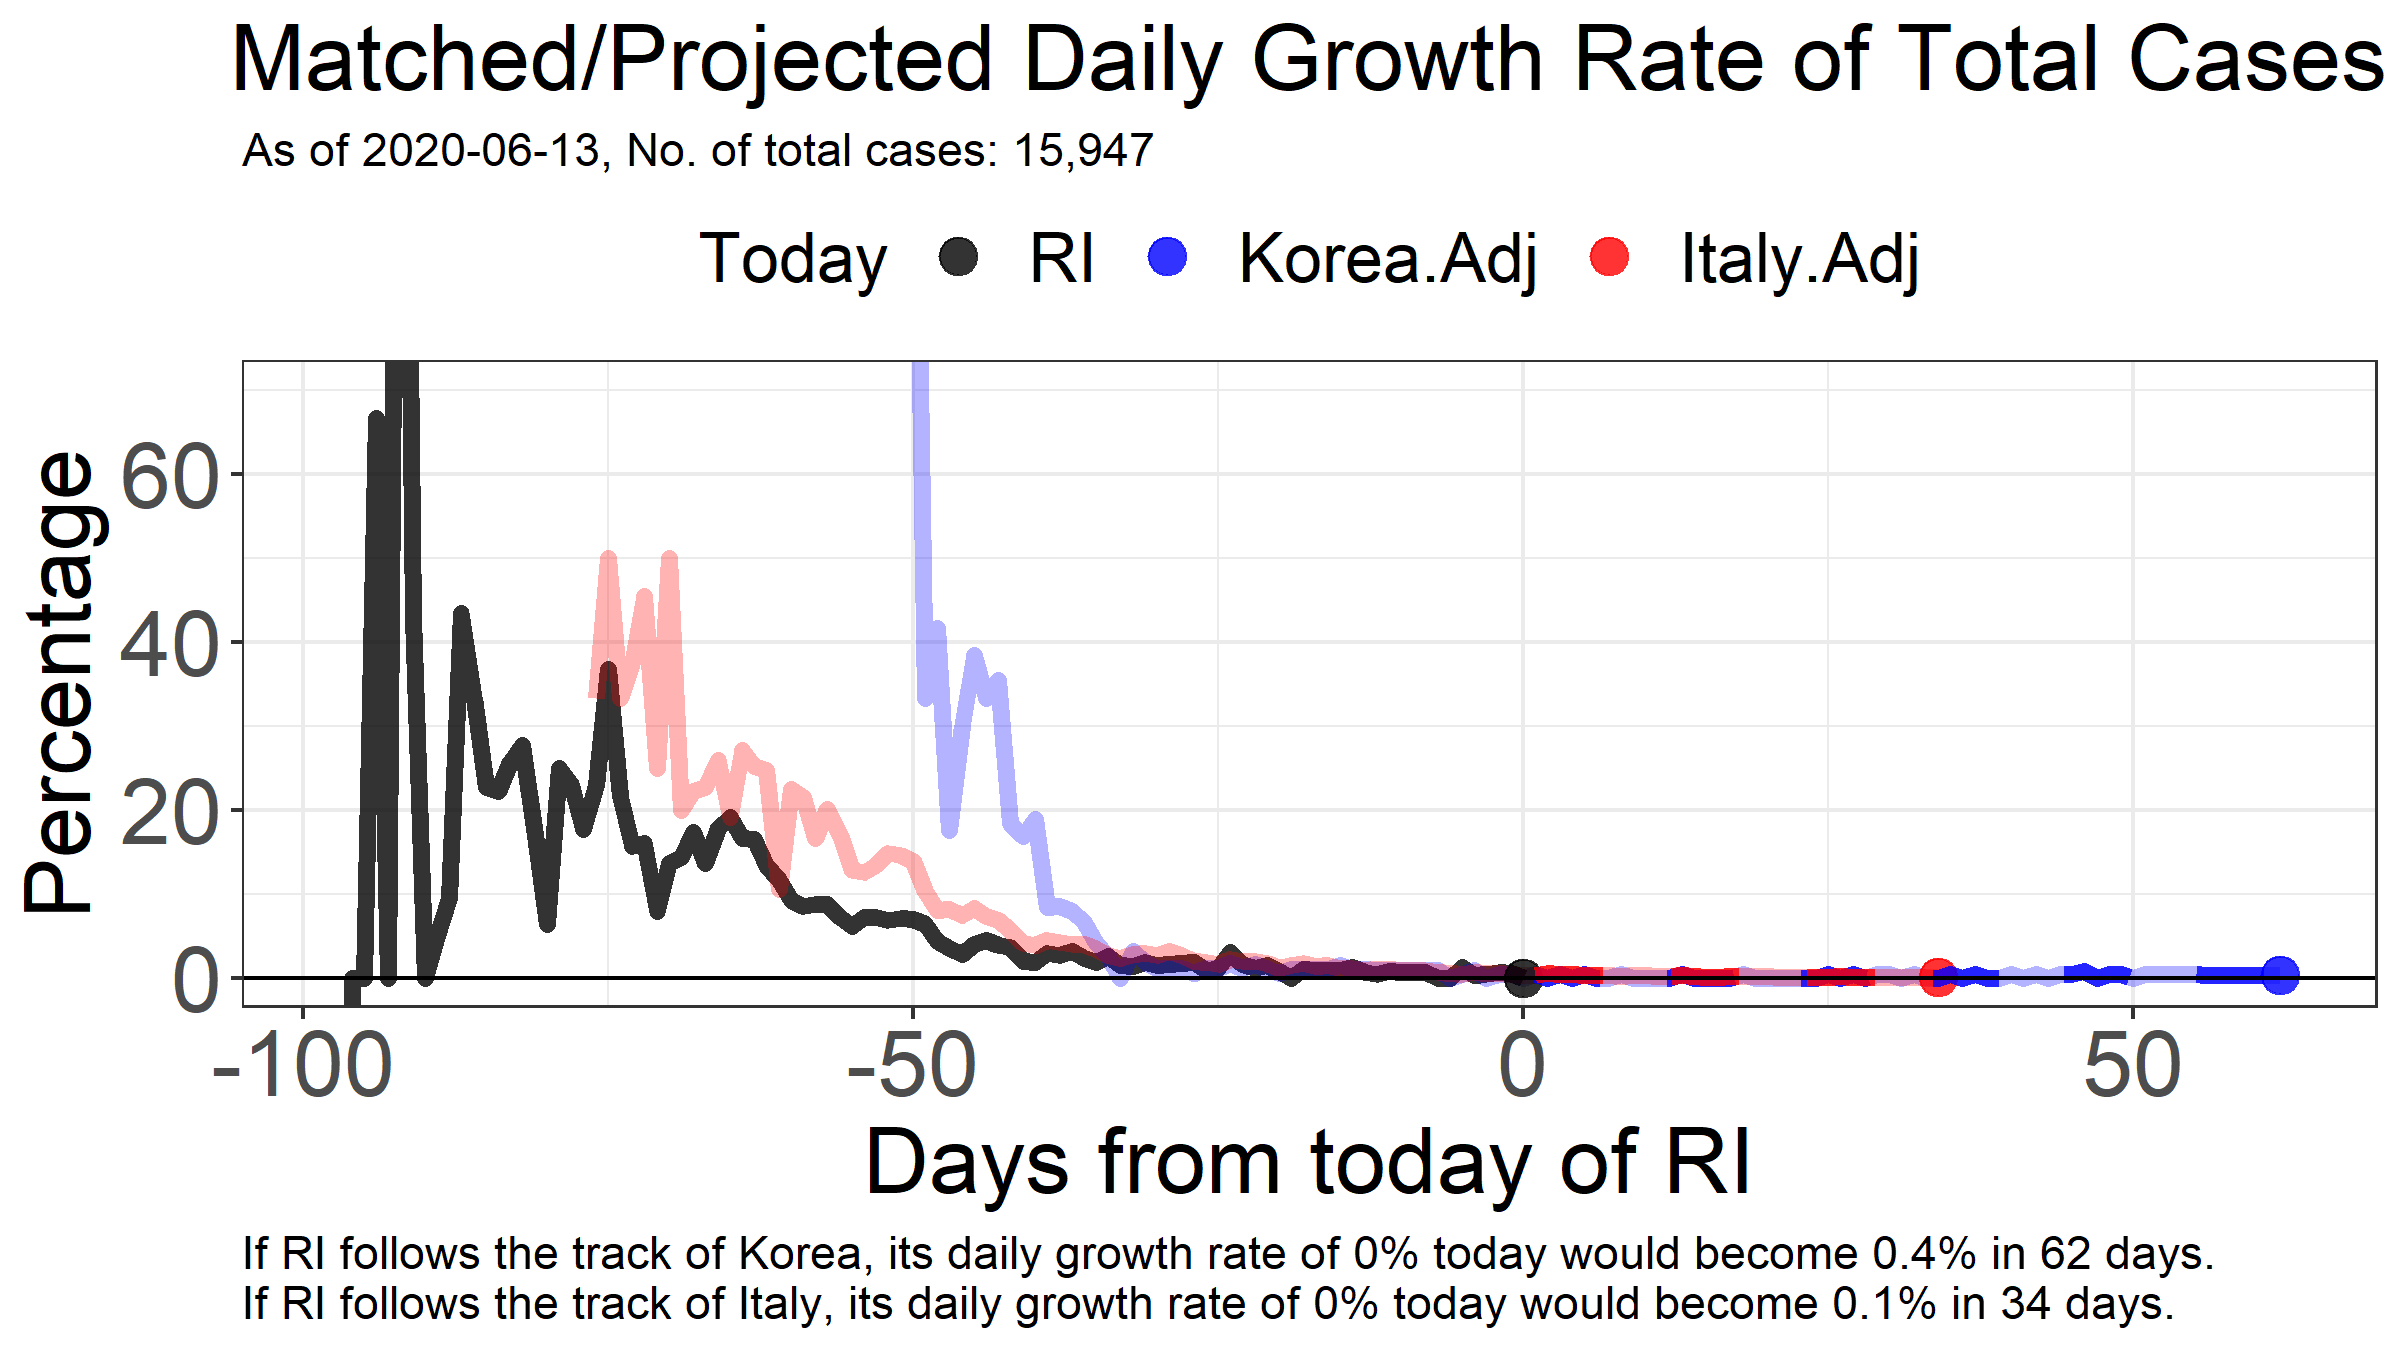 Matched/Projected Daily Growth Rate of Total Cases
As of 2020-06-13, No. of total cases: 15,947
Today RI Korea.Adj Italy.Adj
Percentage
60
40
20
0
-100 -50 0 50
Days from today of RI
If RI follows the track of Korea, its daily growth rate of 0% today would become 0.4% in 62 days.
If RI follows the track of Italy, its daily growth rate of 0% today would become 0.1% in 34 days.